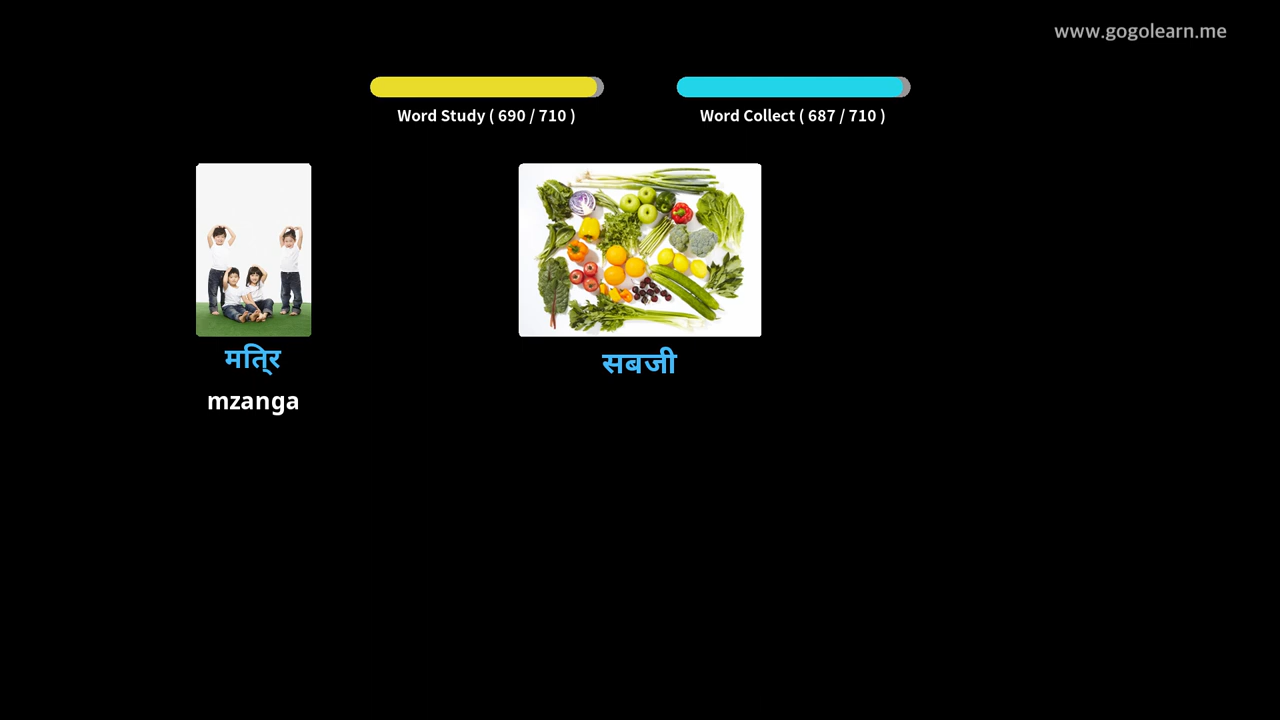 www.gogolearn.me
Word Study ( 690 / 710 )
Word Collect ( 687 / 710 )
मति्र
सबजी
mzanga